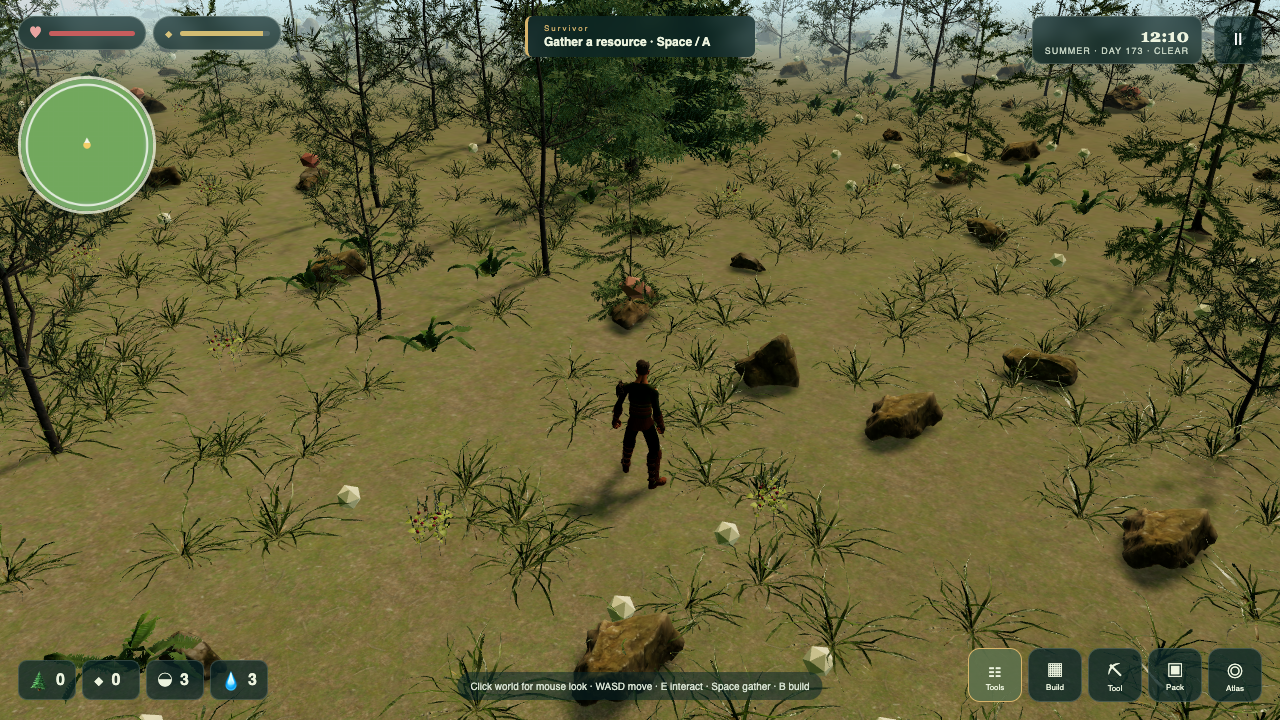 Survivor
Gather a resource · Space / A
12:10
SUMMER · DAY 173 · CLEAR
0
0
3
3
Click world for mouse look · WASD move · E interact · Space gather · B build
Tools
Build
Tool
Pack
Atlas